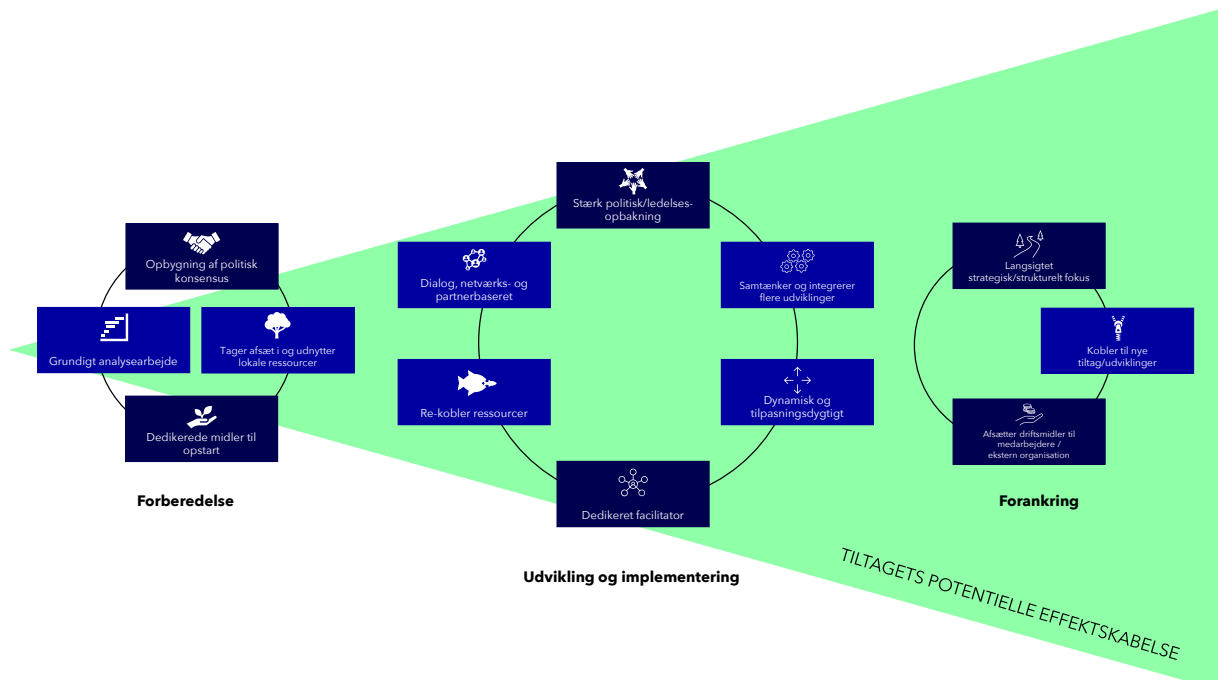 Opbygning af politisk
konsensus
Grundigt analysearbejde
Tager afsæt i og udnytter
lokale ressourcer
Dedikerede midler til
opstart
Forberedelse
Stærk politisk/ledelses-
opbakning
Dialog, netværks- og
partnerbaseret
Samtænker og integrerer
flere udviklinger
Re-kobler ressourcer
Dynamisk og
tilpasningsdygtigt
Dedikeret facilitator
Udvikling og implementering
Langsigtet
strategisk/strukturelt fokus
Kobler til nye
tiltag/udviklinger
Afsætter driftsmidler til
medarbejdere /
ekstern organisation
Forankring
TILTAGETS POTENTIELLE EFFEKTSKABELSE